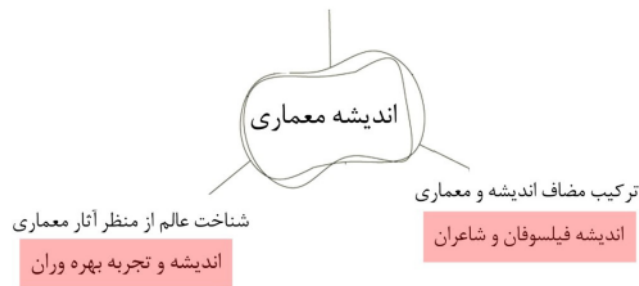 اندیشه معماری
ترکیب مضاف اندیشه و معماری
اندیشه فیلسوفان و شاعران
شناخت عالم از منظر آثار معماری
اندیشه و تجربه بهره وران